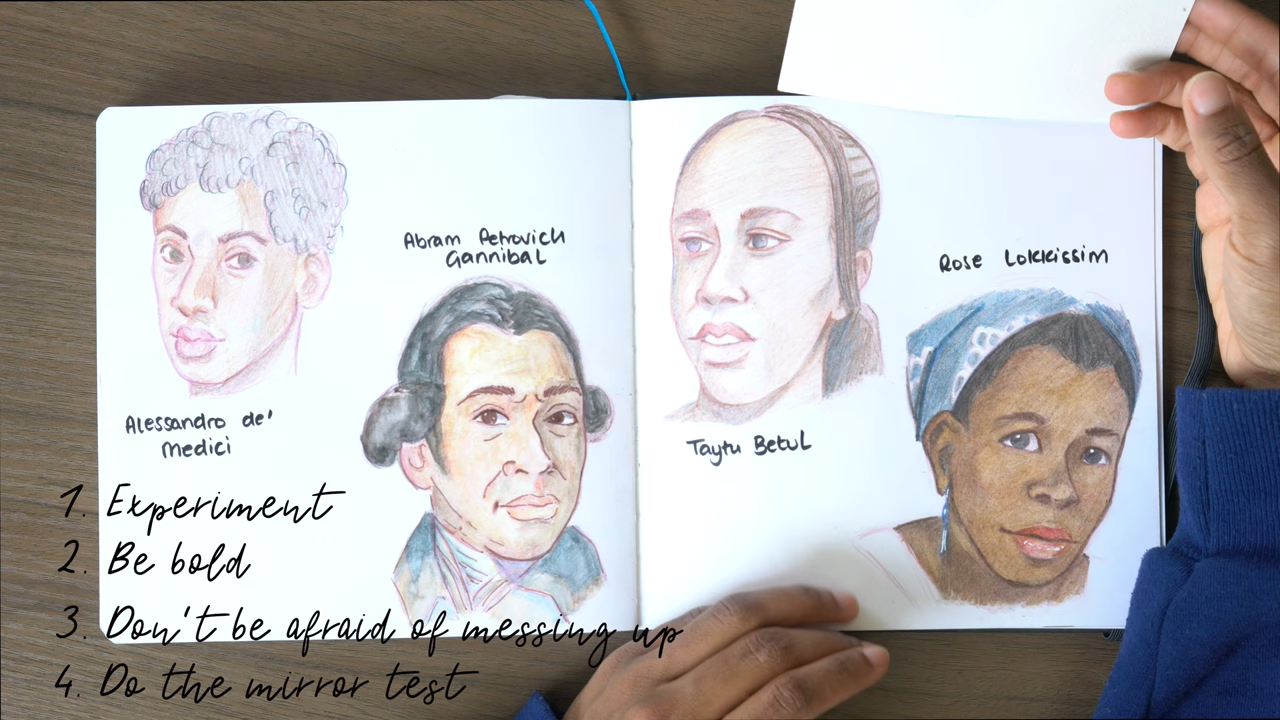 Abram Petrovich
Gannibal
Alessandro de'
Medici
Rose Lokkissim
Taytu Betul
1. Experiment
2. Be bold
3. Don't be afraid of messing up
4. Do the mirror test